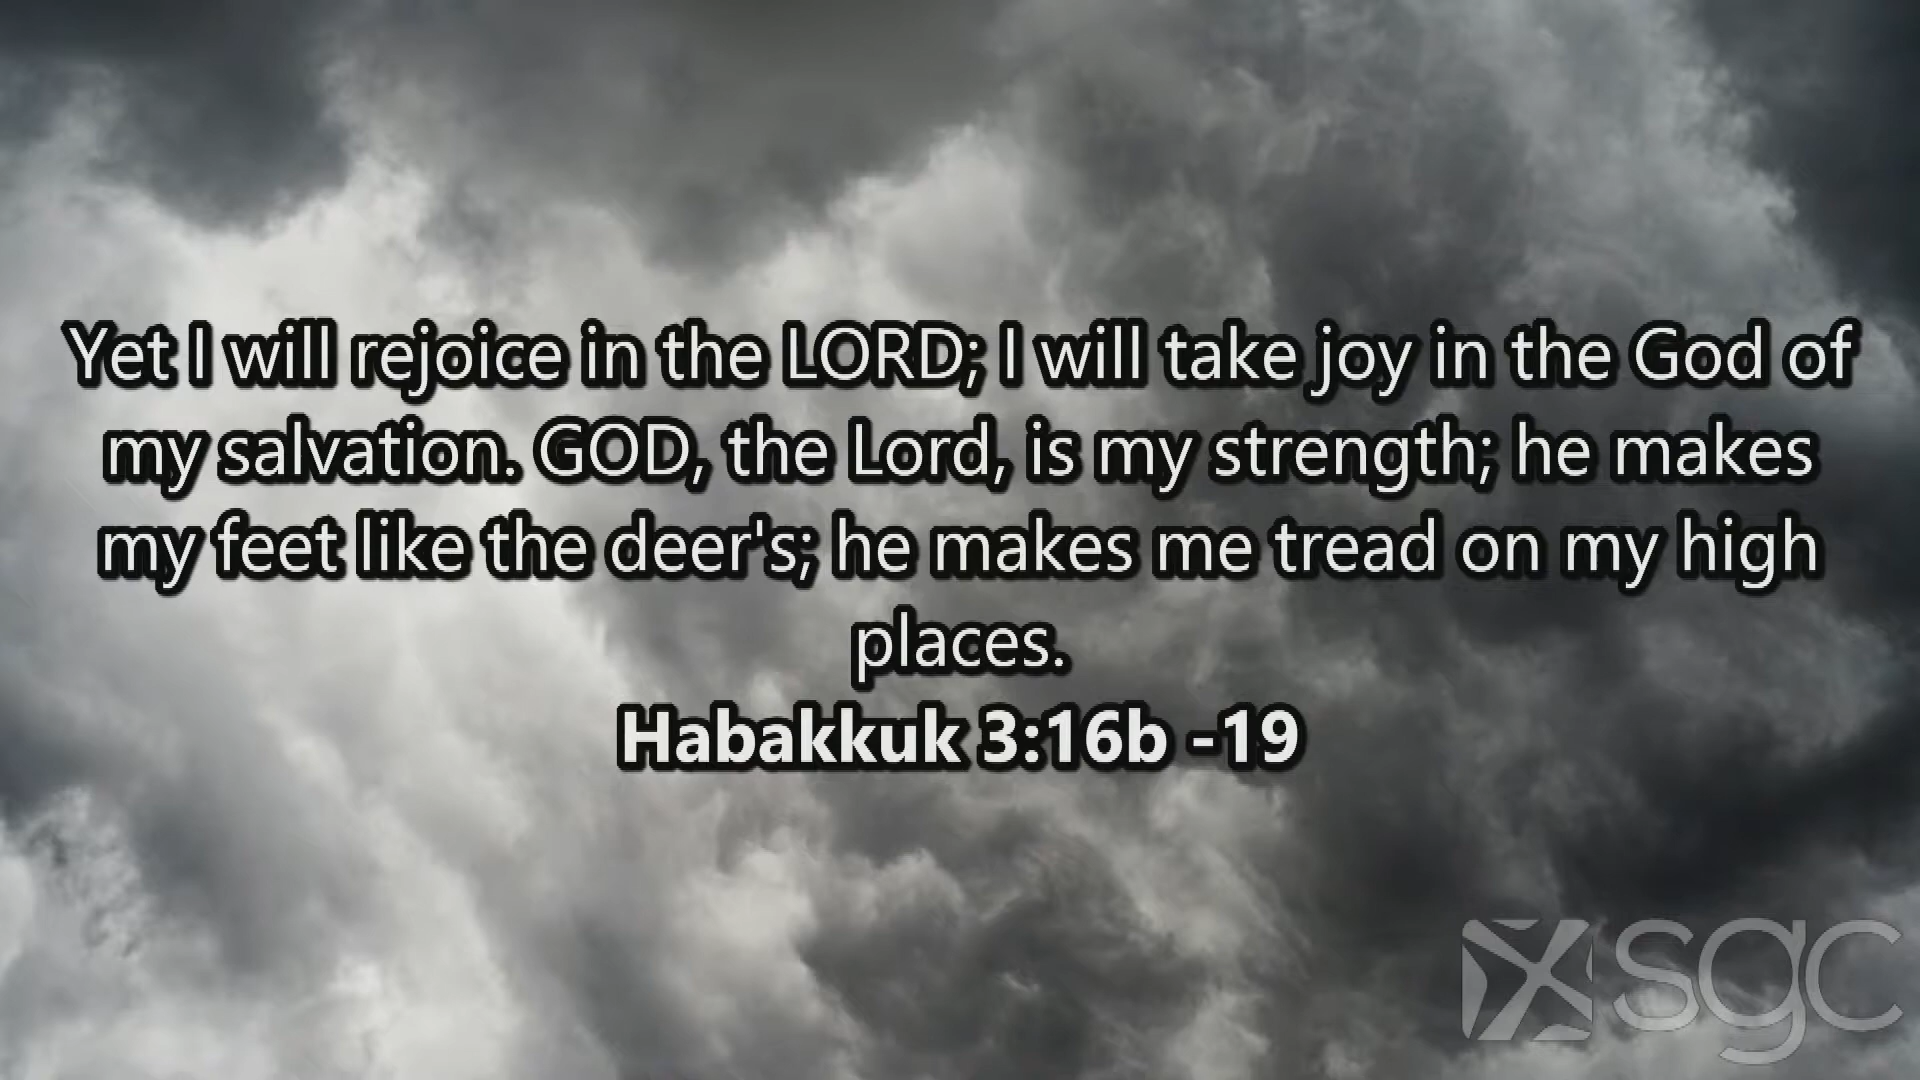 Yet I will rejoice in the LORD; I will take joy in the God of
my salvation. GOD, the Lord, is my strength; he makes
my feet like the deer's; he makes me tread on my high
places.
Habakkuk 3:16b -19
sgc